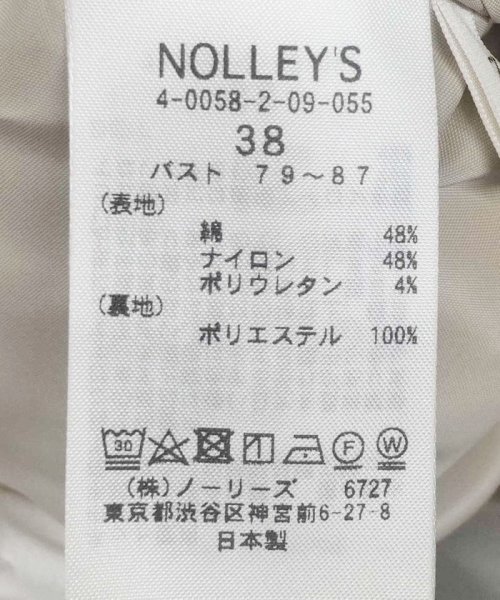 NOLLEY'S
4-0058-2-09-055
38
バスト 79～87
(表地)
綿 48%
ナイロン 48%
ポリウレタン 4%
(裏地)
ポリエステル 100%
30 F W
(株)ノーリーズ 6727
東京都渋谷区神宮前6-27-8
日本製